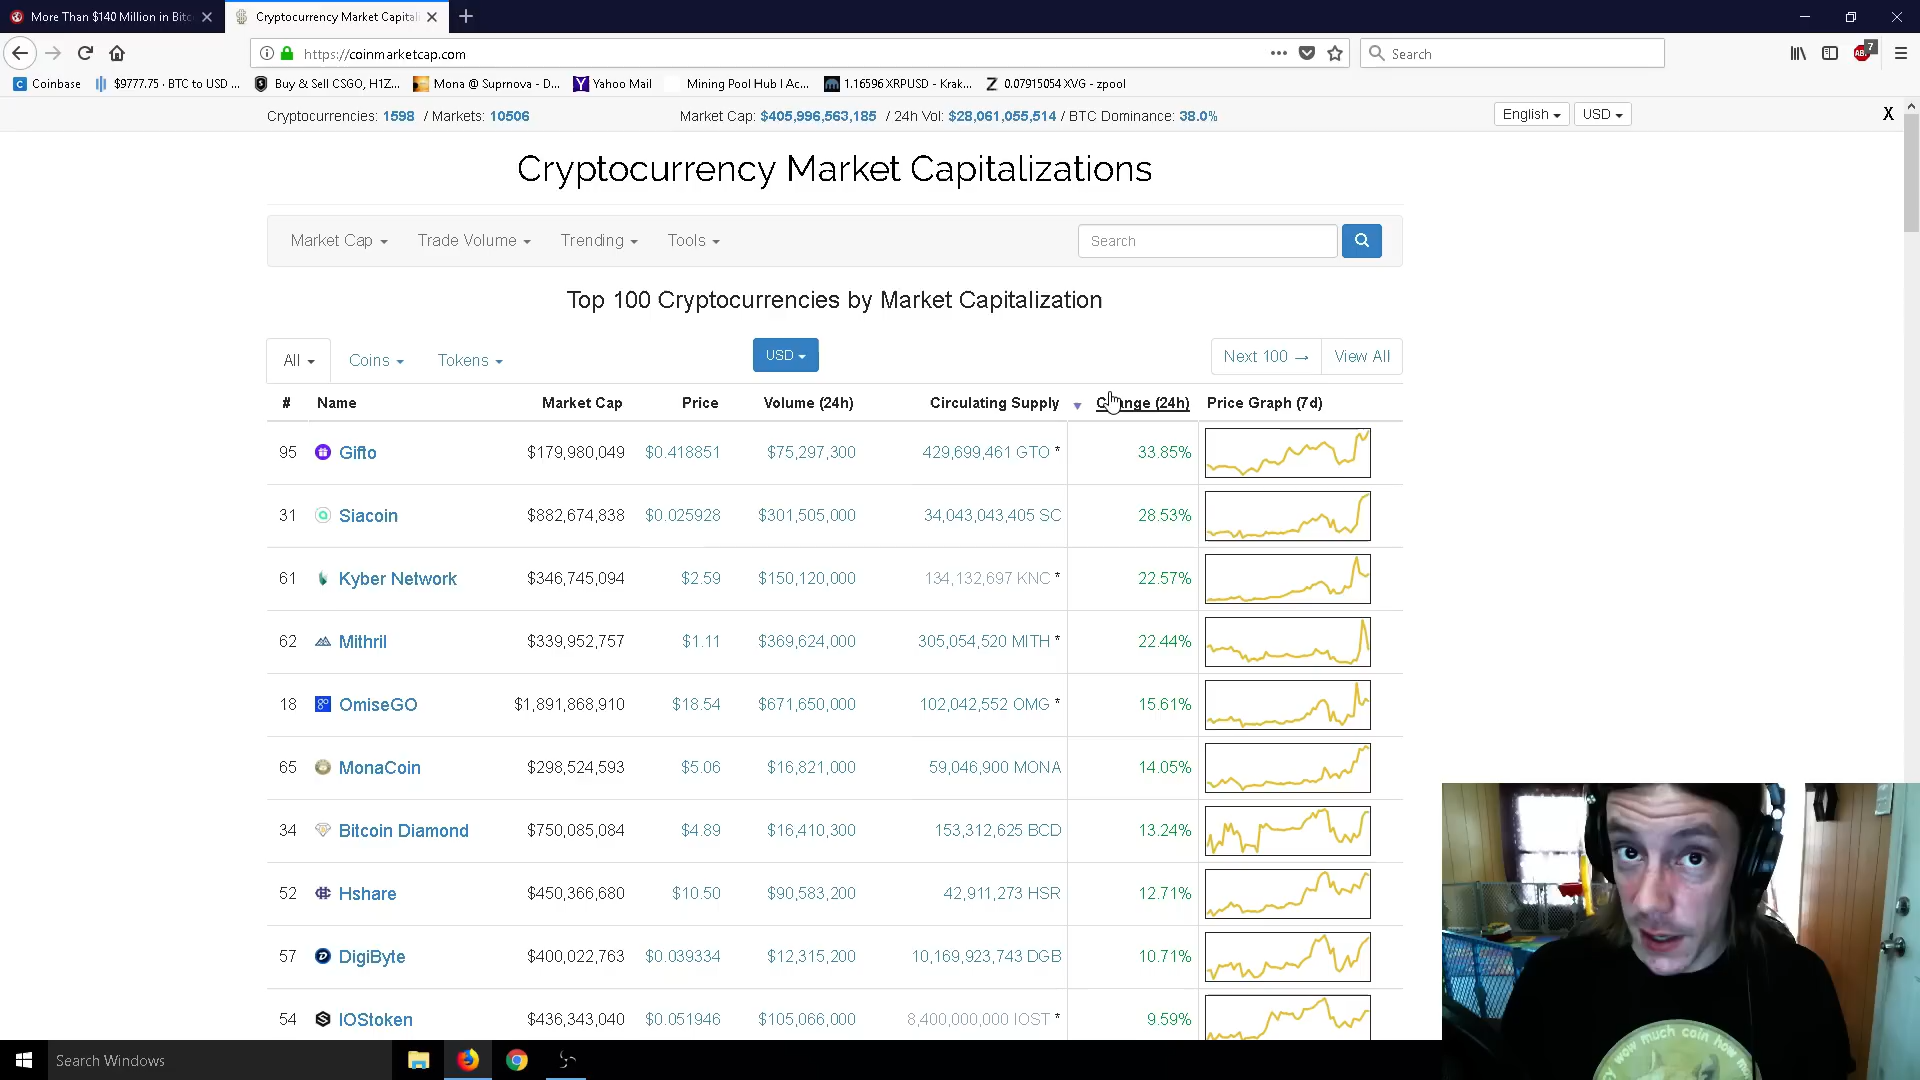 More Than $140 Million in Bitc
Cryptocurrency Market Capital
https://coinmarketcap.com
Search
7
Coinbase
$9777.75 · BTC to USD ...
Buy & Sell CSGO, H1Z...
Mona @ Suprnova - D...
Yahoo Mail
Mining Pool Hub | Ac...
1.16596 XRPUSD - Krak...
0.07915054 XVG - zpool
Cryptocurrencies: 1598 / Markets: 10506
Market Cap: $405,996,563,185 / 24h Vol: $28,061,055,514 / BTC Dominance: 38.0%
English
USD
X
Cryptocurrency Market Capitalizations
Market Cap
Trade Volume
Trending
Tools
Search
Top 100 Cryptocurrencies by Market Capitalization
All
Coins
Tokens
USD
Next 100 →
View All
# Name Market Cap Price Volume (24h) Circulating Supply Change (24h) Price Graph (7d)
95 Gifto $179,980,049 $0.418851 $75,297,300 429,699,461 GTO * 33.85%
31 Siacoin $882,674,838 $0.025928 $301,505,000 34,043,043,405 SC 28.53%
61 Kyber Network $346,745,094 $2.59 $150,120,000 134,132,697 KNC * 22.57%
62 Mithril $339,952,757 $1.11 $369,624,000 305,054,520 MITH * 22.44%
18 OmiseGO $1,891,868,910 $18.54 $671,650,000 102,042,552 OMG * 15.61%
65 MonaCoin $298,524,593 $5.06 $16,821,000 59,046,900 MONA 14.05%
34 Bitcoin Diamond $750,085,084 $4.89 $16,410,300 153,312,625 BCD 13.24%
52 Hshare $450,366,680 $10.50 $90,583,200 42,911,273 HSR 12.71%
57 DigiByte $400,022,763 $0.039334 $12,315,200 10,169,923,743 DGB 10.71%
54 IOStoken $436,343,040 $0.051946 $105,066,000 8,400,000,000 IOST * 9.59%
wow much coin how
Search Windows